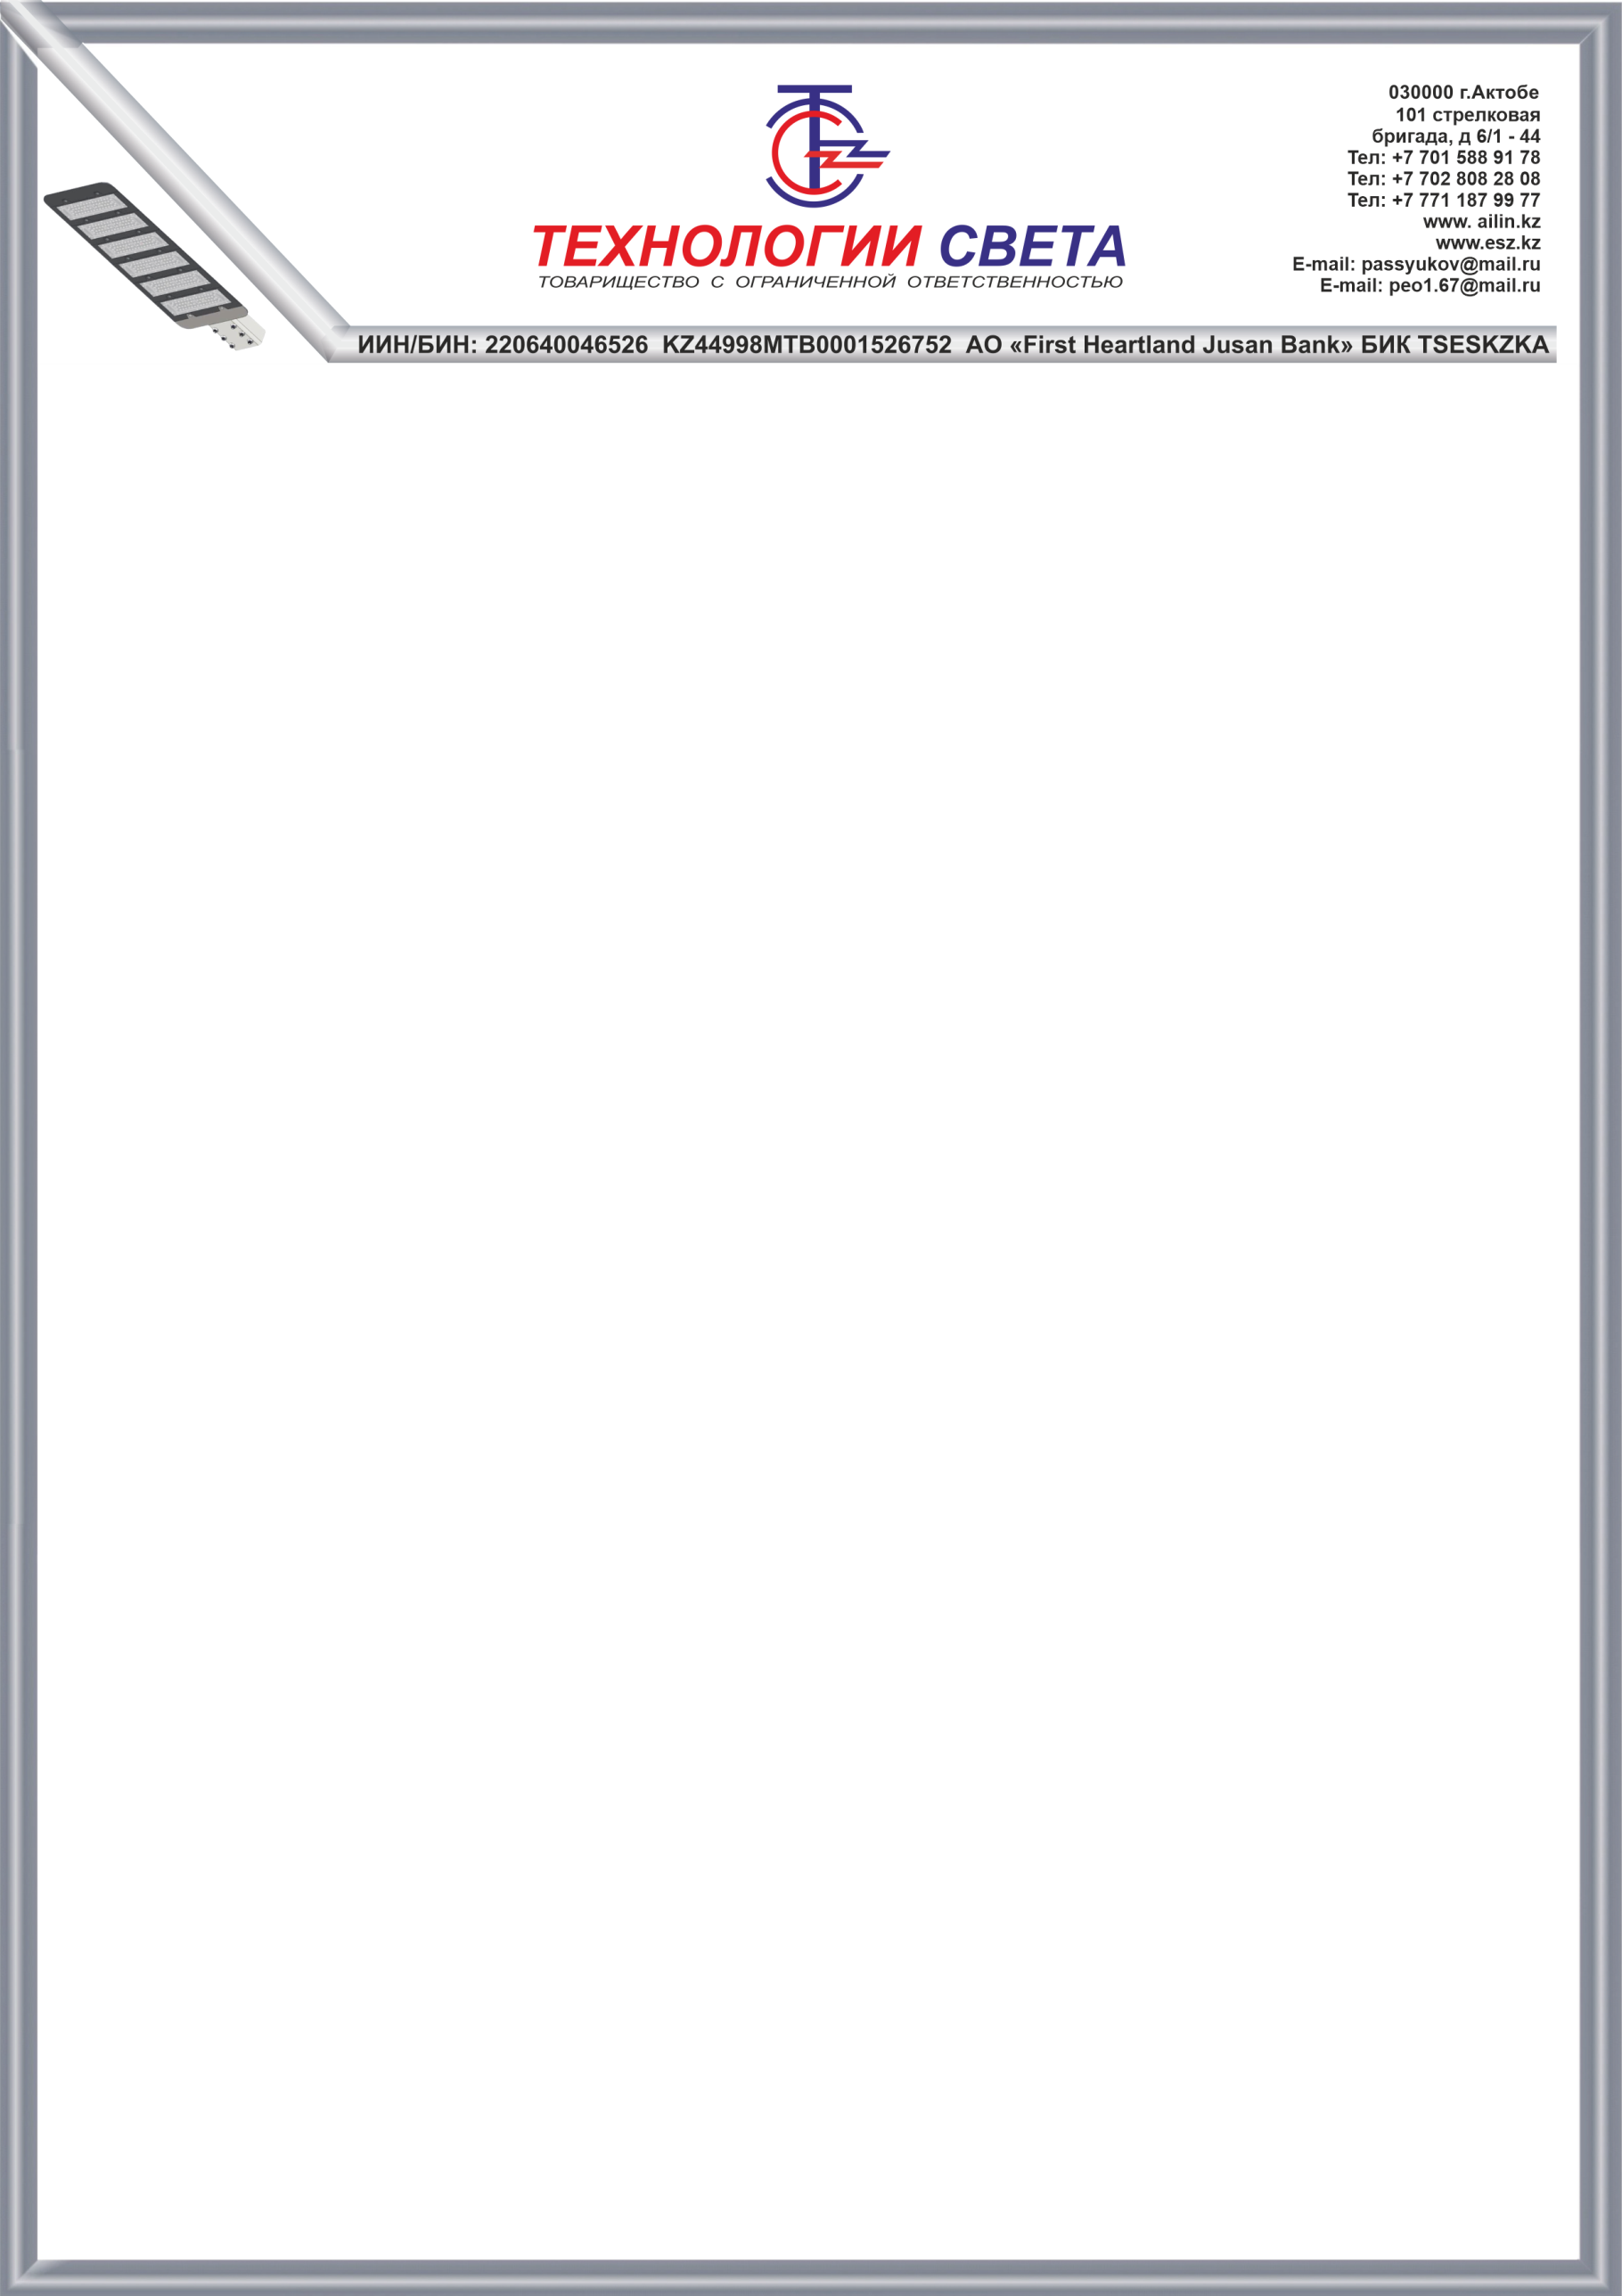 030000 г.Актобе
101 стрелковая
бригада, д 6/1 - 44
Тел: +7 701 588 91 78
Тел: +7 702 808 28 08
Тел: +7 771 187 99 77
www. ailin.kz
www.esz.kz
E-mail: passyukov@mail.ru
E-mail: peo1.67@mail.ru
ТЕХНОЛОГИИ СВЕТА
ТОВАРИЩЕСТВО С ОГРАНИЧЕННОЙ ОТВЕТСТВЕННОСТЬЮ
ИИН/БИН: 220640046526 KZ44998MTB0001526752 АО «First Heartland Jusan Bank» БИК TSESKZKA